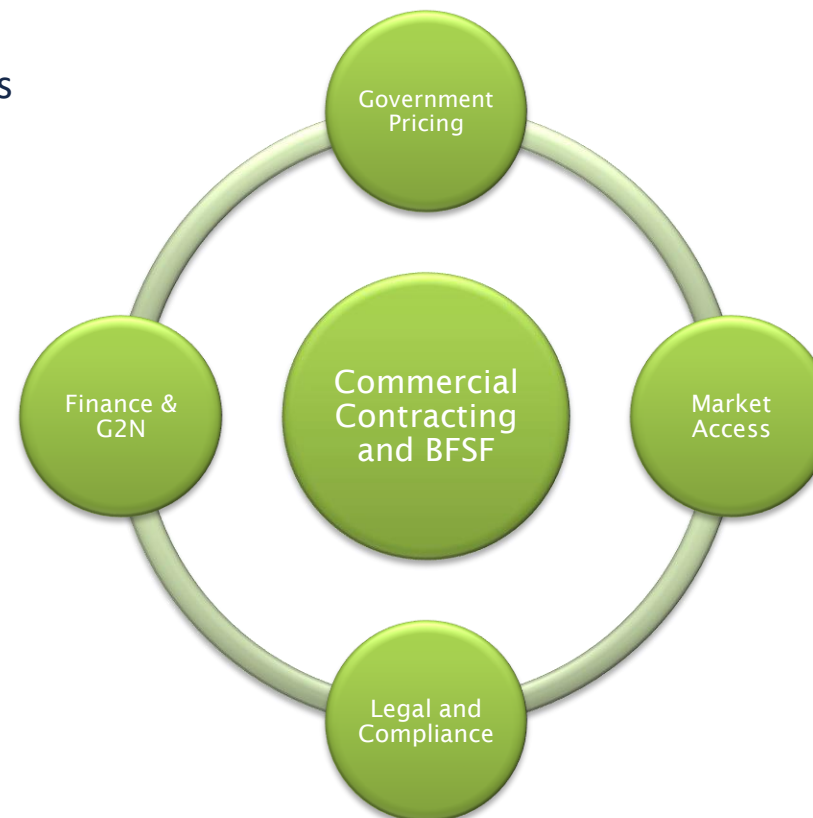 s
Government
Pricing
Finance &
G2N
Commercial
Contracting
and BFSF
Market
Access
Legal and
Compliance